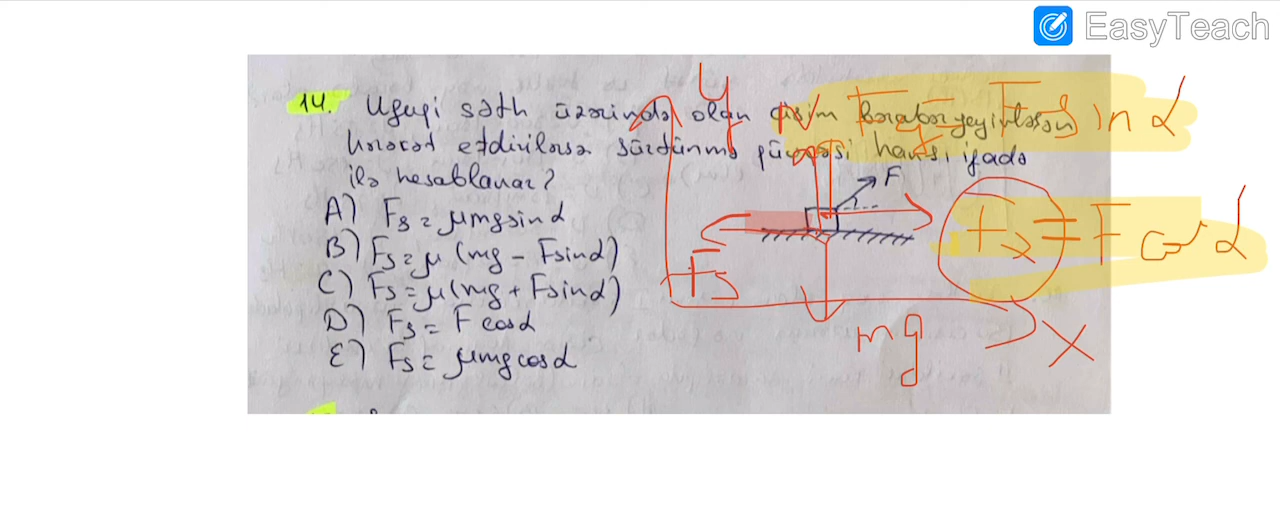 EasyTeach
14. Üfüqi səth üzərində olan cisim bərabəryeyinləşən
hərəkət etdirilərsə sürtünmə qüvvəsi hansı ifadə
ilə hesablanar?
A) Fs = μmgsinα
B) Fs = μ(mg - Fsinα)
C) Fs = μ(mg + Fsinα)
D) Fs = Fcosα
E) Fs = μmgcosα
y
N
F
Fs
mg
x
Fsinα
Fx = Fcosα